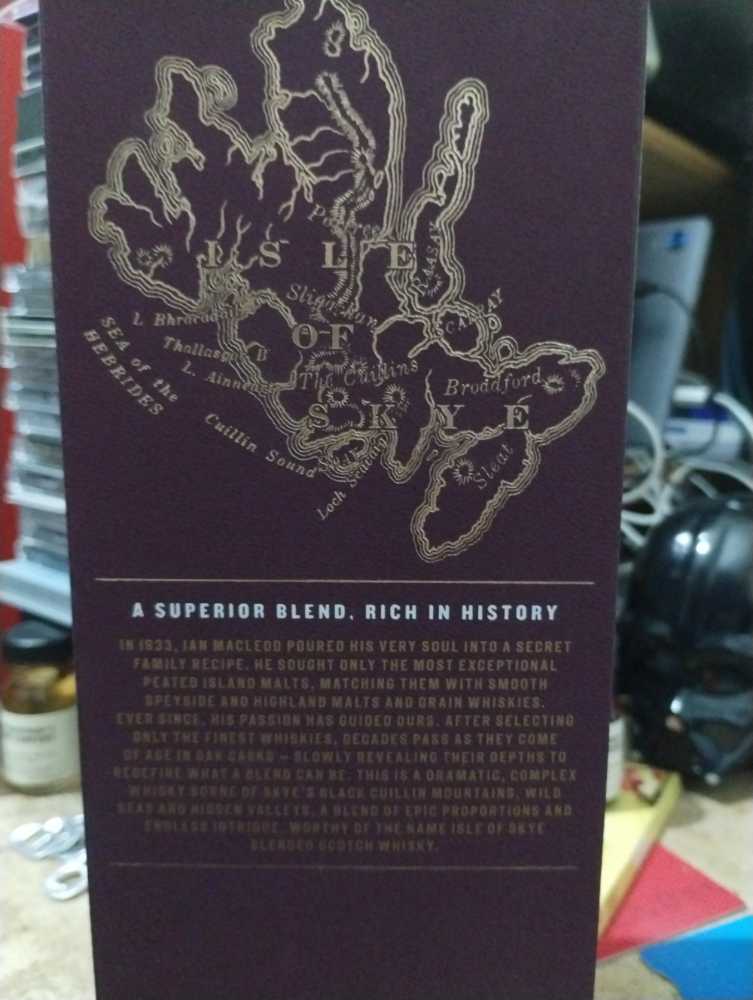 ISLE
Portree
RAASAY
Sligachan
SCALPAY
OF
L Bhracadale
SEA of the
HEBRIDES
Thallasger B
L. Ainneart
The Cuillins
Broadford
SKYE
Cuillin Sound
Soay
Loch Scavaig
Sleat
A SUPERIOR BLEND, RICH IN HISTORY
IN 1933, IAN MACLEOD POURED HIS VERY SOUL INTO A SECRET
FAMILY RECIPE. HE SOUGHT ONLY THE MOST EXCEPTIONAL
PEATED ISLAND MALTS, MATCHING THEM WITH SMOOTH
SPEYSIDE AND HIGHLAND MALTS AND GRAIN WHISKIES.
EVER SINCE, HIS PASSION HAS GUIDED OURS. AFTER SELECTING
ONLY THE FINEST WHISKIES, DECADES PASS AS THEY COME
OF AGE IN OAK CASKS – SLOWLY REVEALING THEIR DEPTHS TO
REDEFINE WHAT A BLEND CAN BE. THIS IS A DRAMATIC, COMPLEX
WHISKY BORNE OF SKYE'S BLACK CUILLIN MOUNTAINS, WILD
SEAS AND HIDDEN VALLEYS. A BLEND OF EPIC PROPORTIONS AND
ENDLESS INTRIGUE. WORTHY OF THE NAME ISLE OF SKYE
BLENDED SCOTCH WHISKY.